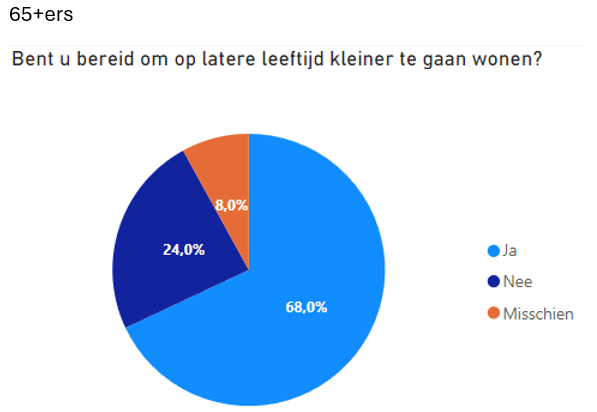 65+ers
Bent u bereid om op latere leeftijd kleiner te gaan wonen?
8,0%
24,0%
68,0%
Ja
Nee
Misschien